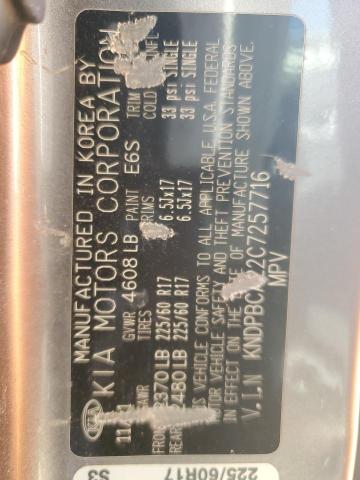 MANUFACTURED IN KOREA BY
KIA MOTORS CORPORATION
GVWR 4608 LB PAINT E6S TRIM
TIRES RIMS COLD INFL
2370 LB 225/60 R17 6.5Jx17 33 psi SINGLE
REAR 2480 LB 225/60 R17 6.5Jx17 33 psi SINGLE
THIS VEHICLE CONFORMS TO ALL APPLICABLE U.S.A. FEDERAL
MOTOR VEHICLE SAFETY AND THEFT PREVENTION STANDARDS
IN EFFECT ON THE DATE OF MANUFACTURE SHOWN ABOVE.
V.I.N KNDPBC 2C7257716
MPV
225/60R17
S3